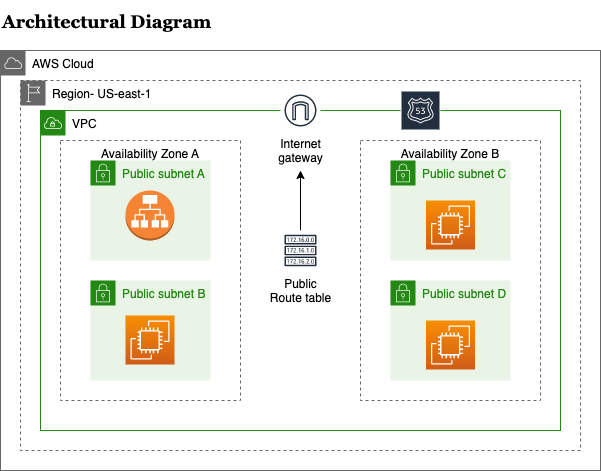 Architectural Diagram
AWS Cloud
Region- US-east-1
VPC
53
Internet
gateway
Availability Zone A
Public subnet A
Public subnet B
172.16.0.0
172.16.1.0
172.16.2.0
Public
Route table
Availability Zone B
Public subnet C
Public subnet D